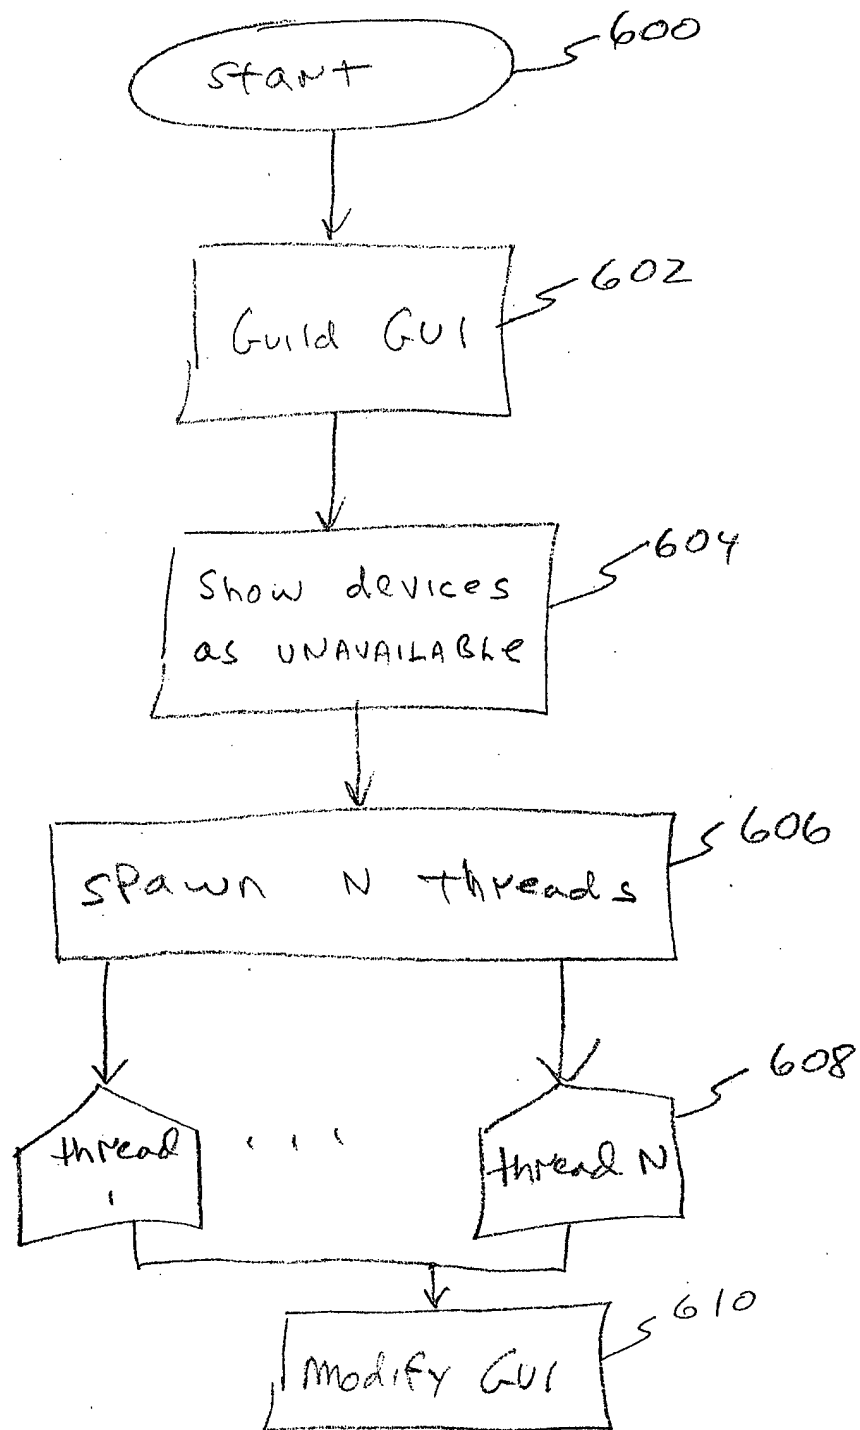 Start
600
Guild GUI
602
Show devices
as UNAVAILABLE
604
Spawn N threads
606
thread
1
. . .
thread N
608
Modify GUI
610